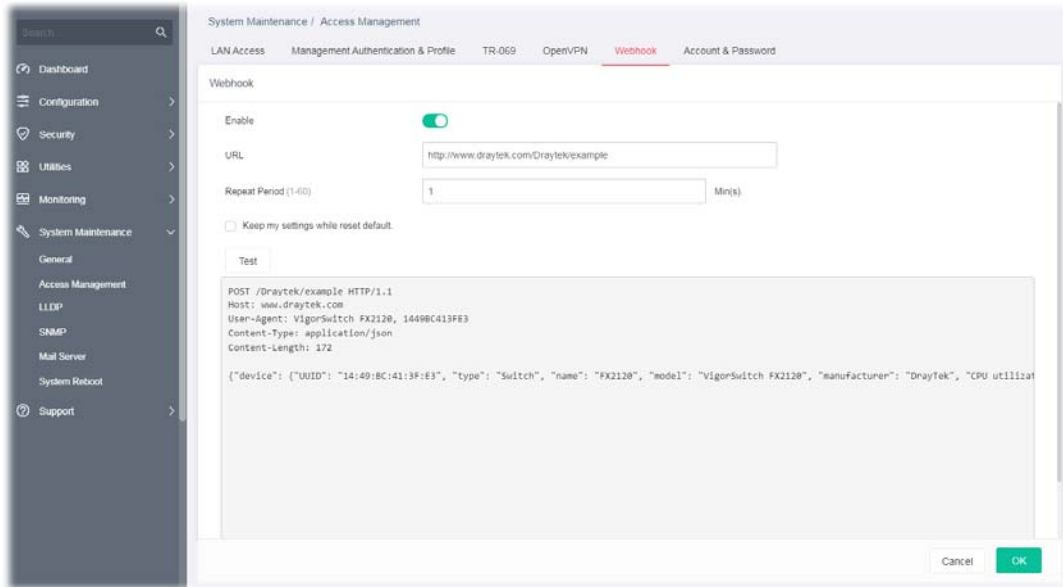 Search
Dashboard
Configuration
Security
Utilities
Monitoring
System Maintenance
General
Access Management
LLDP
SNMP
Mail Server
System Reboot
Support
System Maintenance / Access Management
LAN Access Management Authentication & Profile TR-069 OpenVPN Webhook Account & Password
Webhook
Enable
URL http://www.draytek.com/Draytek/example
Repeat Period (1-60) 1 Min(s)
Keep my settings while reset default.
Test
POST /Draytek/example HTTP/1.1
Host: www.draytek.com
User-Agent: VigorSwitch FX2120, 1449BC413FE3
Content-Type: application/json
Content-Length: 172
{"device": {"UUID": "14:49:BC:41:3F:E3", "type": "Switch", "name": "FX2120", "model": "VigorSwitch FX2120", "manufacturer": "DrayTek", "CPU utilizat
Cancel OK